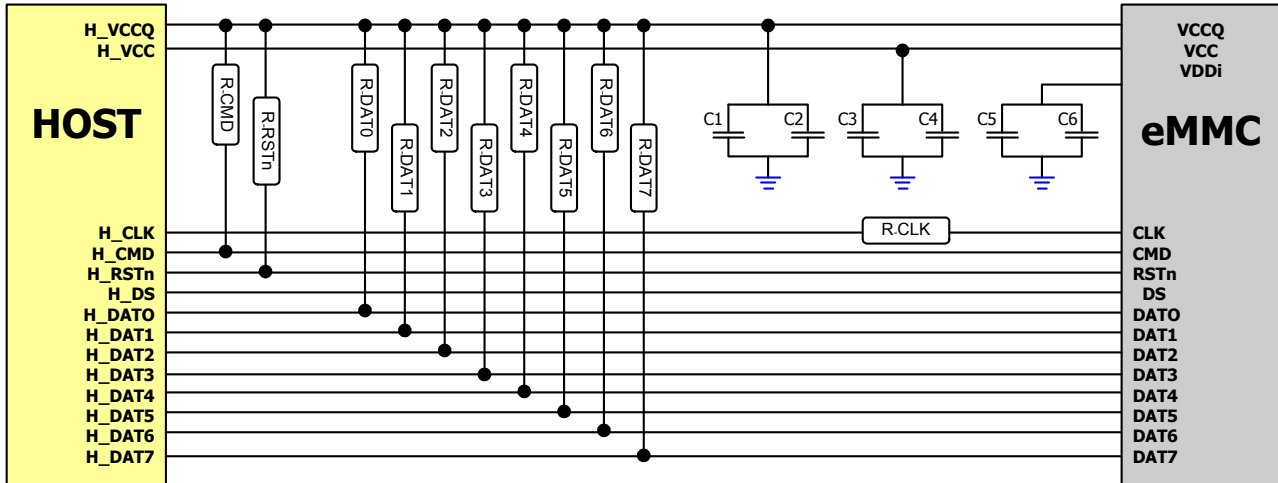 H_VCCQ
H_VCC
HOST
H_CLK
H_CMD
H_RSTn
H_DS
H_DATO
H_DAT1
H_DAT2
H_DAT3
H_DAT4
H_DAT5
H_DAT6
H_DAT7
R-CMD
R-RSTn
R-DAT0
R-DAT1
R-DAT2
R-DAT3
R-DAT4
R-DAT5
R-DAT6
R-DAT7
C1
C2
C3
C4
C5
C6
R-CLK
VCCQ
VCC
VDDi
eMMC
CLK
CMD
RSTn
DS
DATO
DAT1
DAT2
DAT3
DAT4
DAT5
DAT6
DAT7